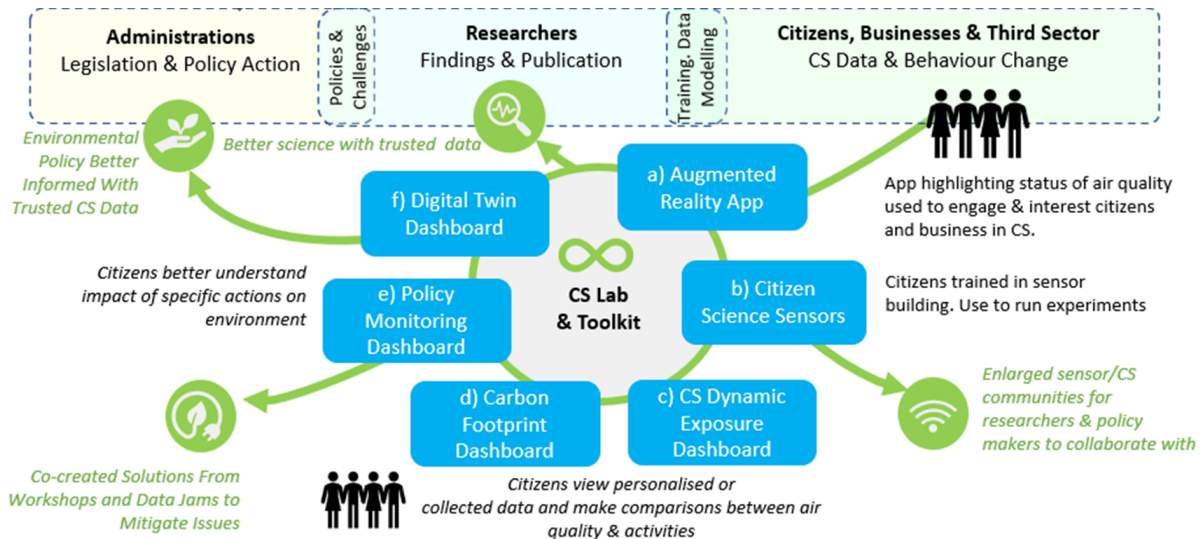 Administrations
Legislation & Policy Action
Policies &
Challenges
Researchers
Findings & Publication
Training. Data
Modelling
Citizens, Businesses & Third Sector
CS Data & Behaviour Change
Environmental
Policy Better
Informed With
Trusted CS Data
Better science with trusted data
a) Augmented
Reality App
App highlighting status of air quality
used to engage & interest citizens
and business in CS.
f) Digital Twin
Dashboard
CS Lab
& Toolkit
b) Citizen
Science Sensors
Citizens trained in sensor
building. Use to run experiments
Citizens better understand
impact of specific actions on
environment
e) Policy
Monitoring
Dashboard
d) Carbon
Footprint
Dashboard
c) CS Dynamic
Exposure
Dashboard
Enlarged sensor/CS
communities for
researchers & policy
makers to collaborate with
Co-created Solutions From
Workshops and Data Jams to
Mitigate Issues
Citizens view personalised or
collected data and make comparisons between air
quality & activities